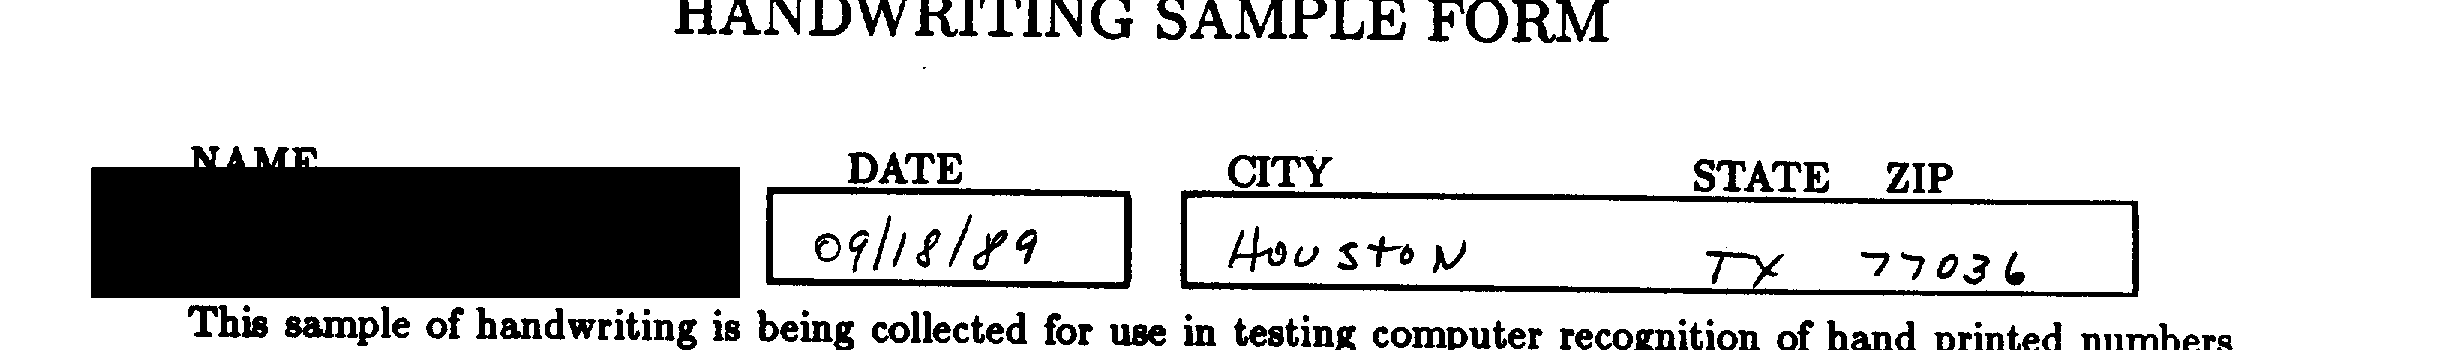 HANDWRITING SAMPLE FORM
NAME DATE CITY STATE ZIP
09/18/89 Houston TX 77036
This sample of handwriting is being collected for use in testing computer recognition of hand printed numbers